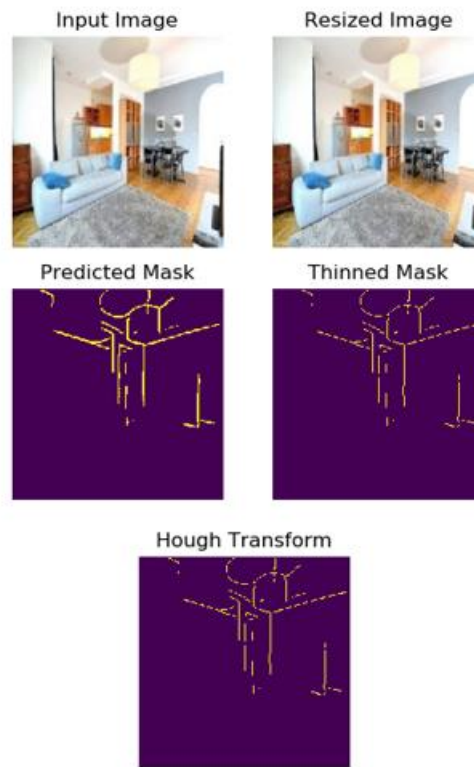 Input Image
Resized Image
Predicted Mask
Thinned Mask
Hough Transform